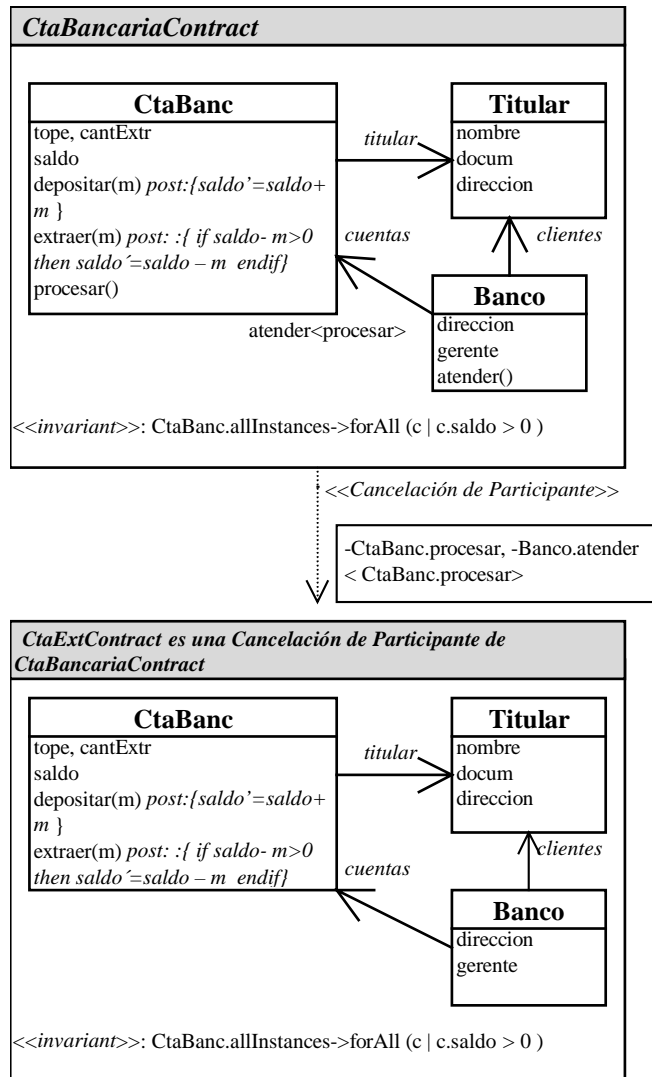 CtaBancariaContract
CtaBanc
tope, cantExtr
saldo
depositar(m) post:{saldo’=saldo+
m }
extraer(m) post: :{ if saldo- m>0
then saldo´=saldo – m endif}
procesar()
titular
Titular
nombre
docum
direccion
cuentas
clientes
Banco
direccion
gerente
atender()
atender<procesar>
<<invariant>>: CtaBanc.allInstances->forAll (c | c.saldo > 0 )
<<Cancelación de Participante>>
-CtaBanc.procesar, -Banco.atender
< CtaBanc.procesar>
CtaExtContract es una Cancelación de Participante de
CtaBancariaContract
CtaBanc
tope, cantExtr
saldo
depositar(m) post:{saldo’=saldo+
m }
extraer(m) post: :{ if saldo- m>0
then saldo´=saldo – m endif}
titular
Titular
nombre
docum
direccion
cuentas
clientes
Banco
direccion
gerente
<<invariant>>: CtaBanc.allInstances->forAll (c | c.saldo > 0 )